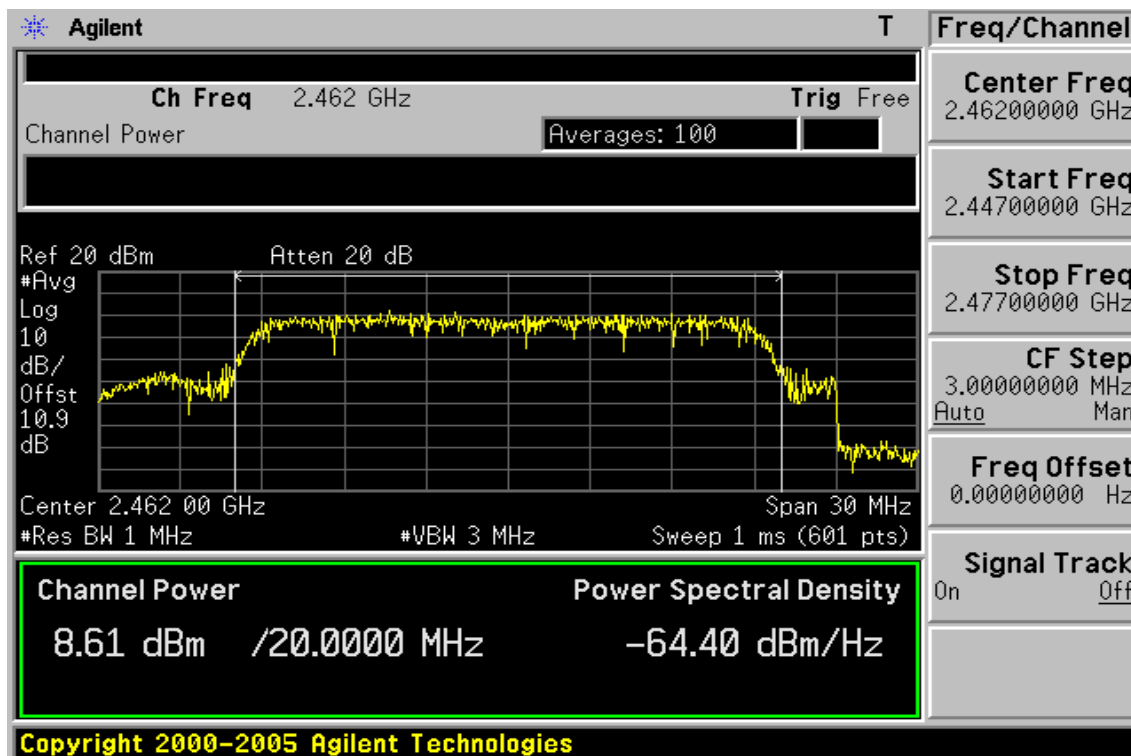 Agilent T Freq/Channel
Ch Freq 2.462 GHz Trig Free
Channel Power Averages: 100
Ref 20 dBm Atten 20 dB
#Avg
Log
10
dB/
Offst
10.9
dB
Center 2.462 00 GHz Span 30 MHz
#Res BW 1 MHz #VBW 3 MHz Sweep 1 ms (601 pts)
Channel Power Power Spectral Density
8.61 dBm /20.0000 MHz -64.40 dBm/Hz
Center Freq
2.46200000 GHz
Start Freq
2.44700000 GHz
Stop Freq
2.47700000 GHz
CF Step
3.00000000 MHz
Auto Man
Freq Offset
0.00000000 Hz
Signal Track
On Off
Copyright 2000-2005 Agilent Technologies